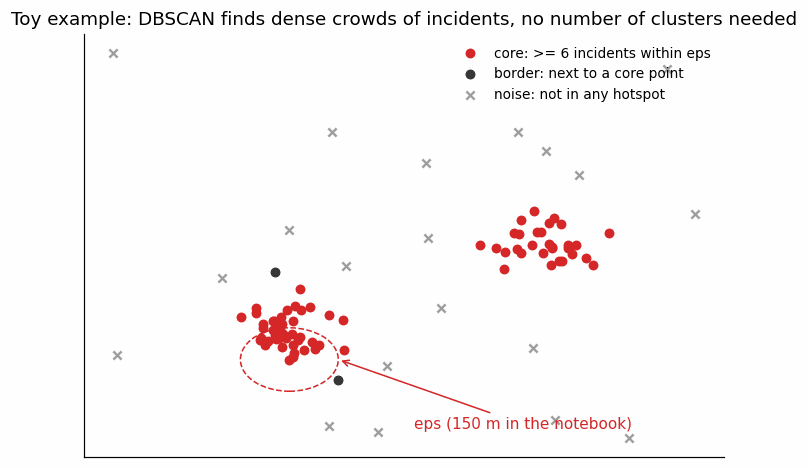 Toy example: DBSCAN finds dense crowds of incidents, no number of clusters needed
core: >= 6 incidents within eps
border: next to a core point
noise: not in any hotspot
eps (150 m in the notebook)